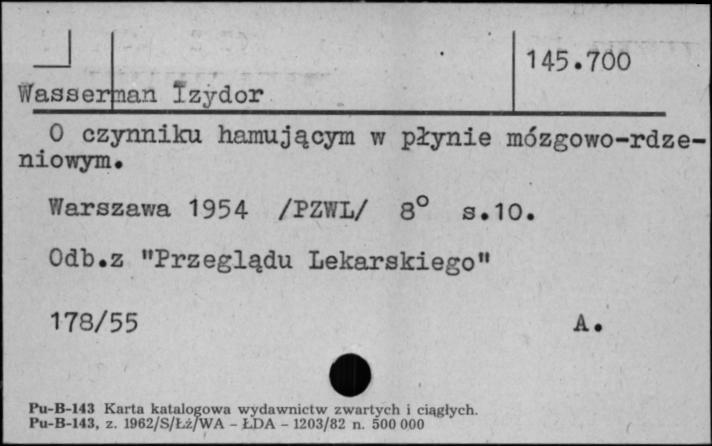 145.700
Wasserman Izydor
O czynniku hamującym w płynie mózgowo-rdze-
niowym.
Warszawa 1954 /PZWL/ 8° s.10.
Odb.z "Przeglądu Lekarskiego"
178/55 A.
Pu-B-143 Karta katalogowa wydawnictw zwartych i ciągłych.
Pu-B-143, z. 1962/S/Łż/WA - ŁDA - 1203/82 n. 500 000